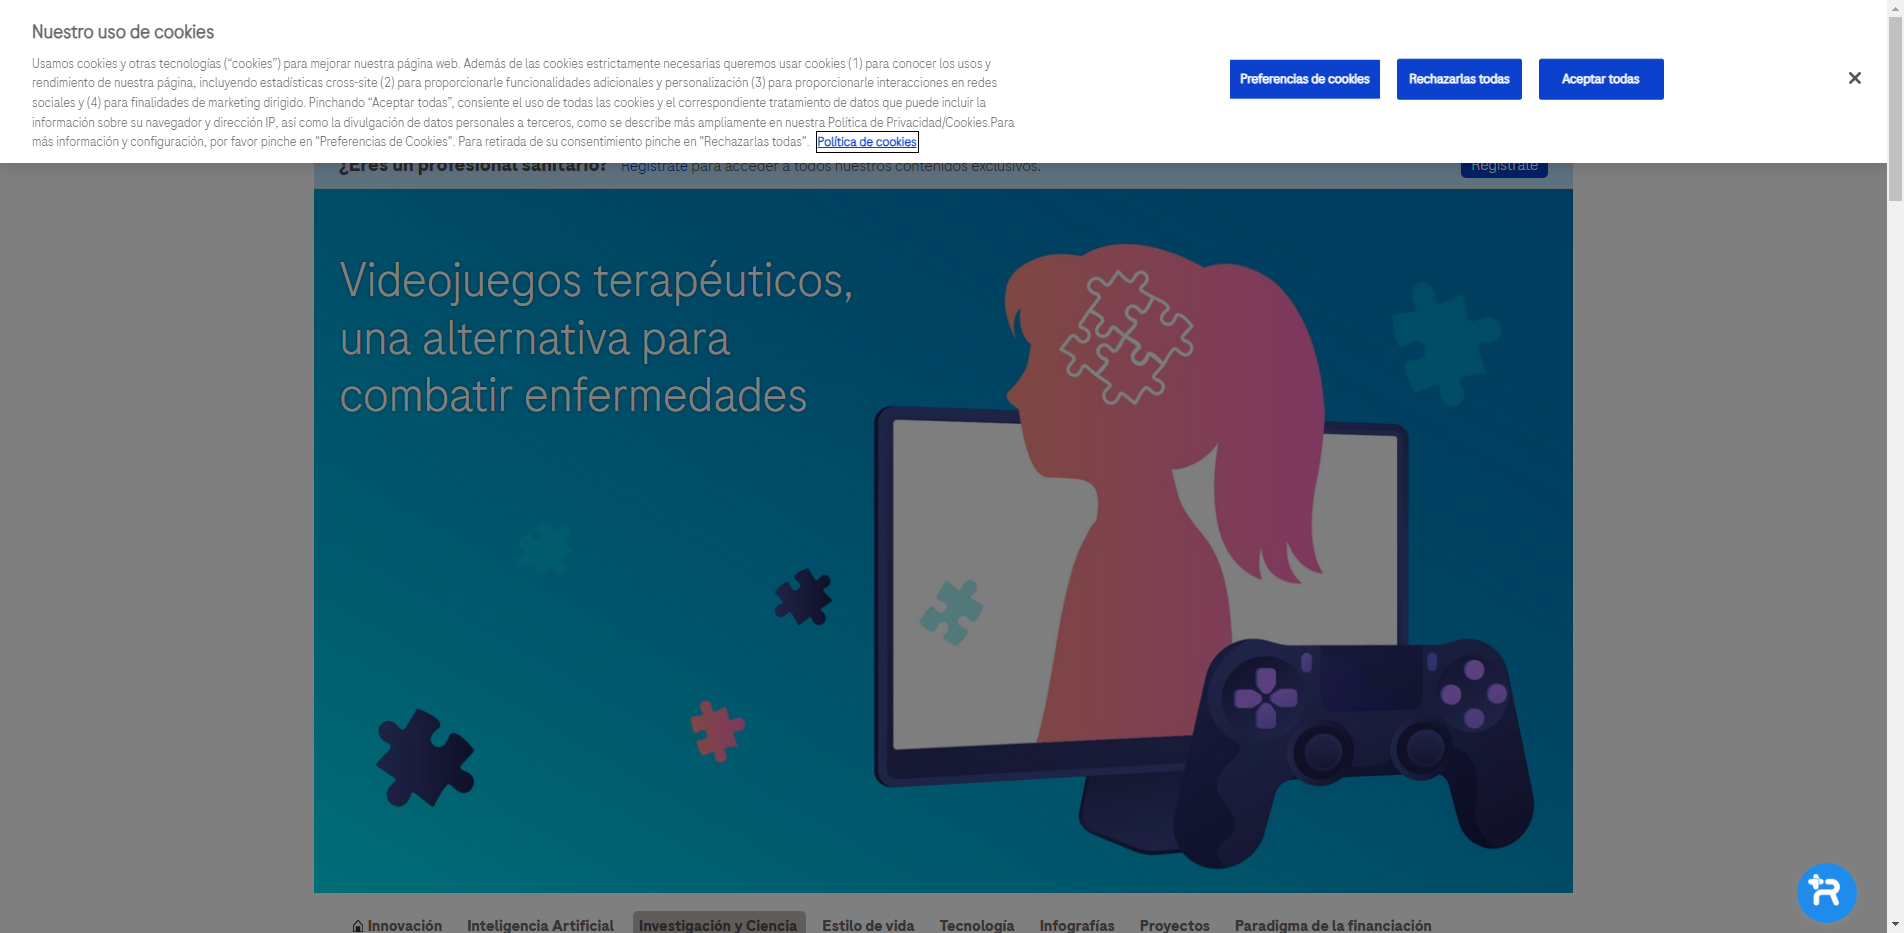 Nuestro uso de cookies
Usamos cookies y otras tecnologías (“cookies”) para mejorar nuestra página web. Además de las cookies estrictamente necesarias queremos usar cookies (1) para conocer los usos y
rendimiento de nuestra página, incluyendo estadísticas cross-site (2) para proporcionarle funcionalidades adicionales y personalización (3) para proporcionarle interacciones en redes
sociales y (4) para finalidades de marketing dirigido. Pinchando “Aceptar todas”, consiente el uso de todas las cookies y el correspondiente tratamiento de datos que puede incluir la
información sobre su navegador y dirección IP, así como la divulgación de datos personales a terceros, como se describe más ampliamente en nuestra Política de Privacidad/Cookies.Para
más información y configuración, por favor pinche en "Preferencias de Cookies". Para retirada de su consentimiento pinche en "Rechazarlas todas". Política de cookies
Preferencias de cookies
Rechazarlas todas
Aceptar todas
¿Eres un profesional sanitario? Regístrate para acceder a todos nuestros contenidos exclusivos.
Regístrate
Videojuegos terapéuticos,
una alternativa para
combatir enfermedades
Innovación
Inteligencia Artificial
Investigación y Ciencia
Estilo de vida
Tecnología
Infografías
Proyectos
Paradigma de la financiación